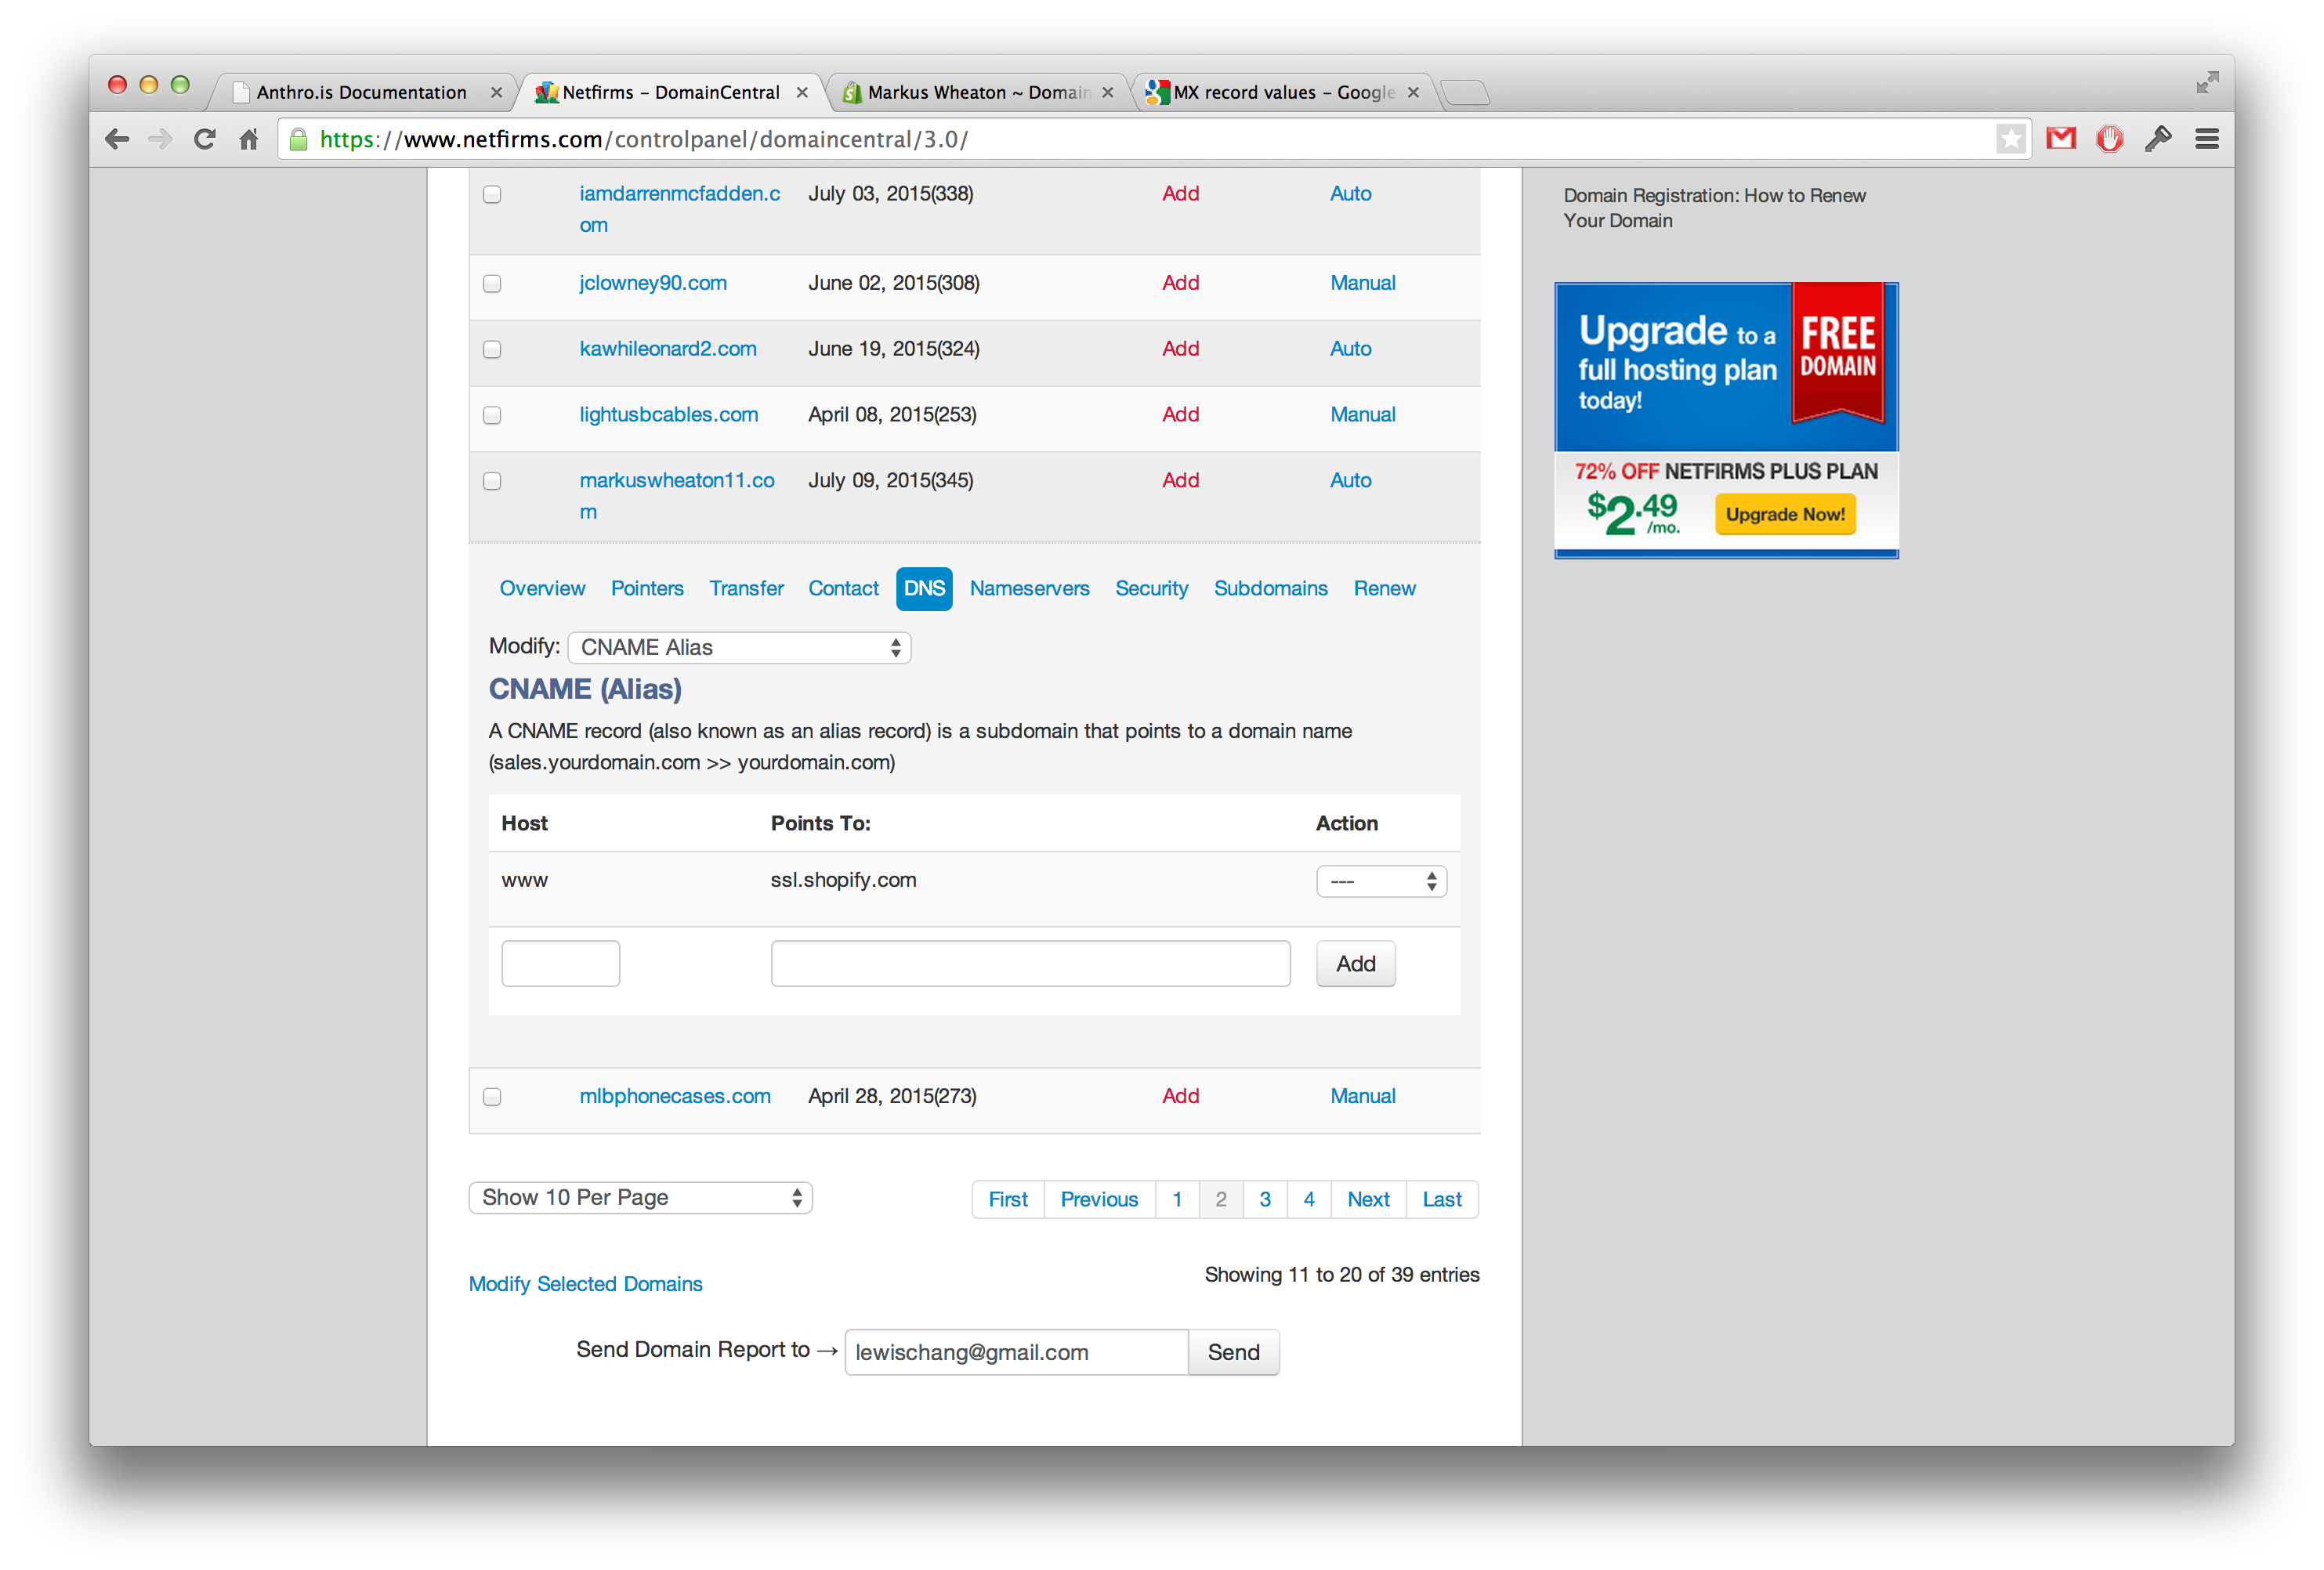 Anthro.is Documentation
Netfirms – DomainCentral
Markus Wheaton ~ Domain
MX record values – Google
https://www.netfirms.com/controlpanel/domaincentral/3.0/
iamdarrenmcfadden.c
om
July 03, 2015(338)
Add
Auto
jclowney90.com
June 02, 2015(308)
Add
Manual
kawhileonard2.com
June 19, 2015(324)
Add
Auto
lightusbcables.com
April 08, 2015(253)
Add
Manual
markuswheaton11.co
m
July 09, 2015(345)
Add
Auto
Overview Pointers Transfer Contact DNS Nameservers Security Subdomains Renew
Modify: CNAME Alias
CNAME (Alias)
A CNAME record (also known as an alias record) is a subdomain that points to a domain name
(sales.yourdomain.com >> yourdomain.com)
Host Points To: Action
www ssl.shopify.com ---
Add
mlbphonecases.com
April 28, 2015(273)
Add
Manual
Show 10 Per Page
First Previous 1 2 3 4 Next Last
Showing 11 to 20 of 39 entries
Modify Selected Domains
Send Domain Report to → lewischang@gmail.com Send
Domain Registration: How to Renew
Your Domain
Upgrade to a
full hosting plan
today!
FREE
DOMAIN
72% OFF NETFIRMS PLUS PLAN
$2.49
/mo.
Upgrade Now!